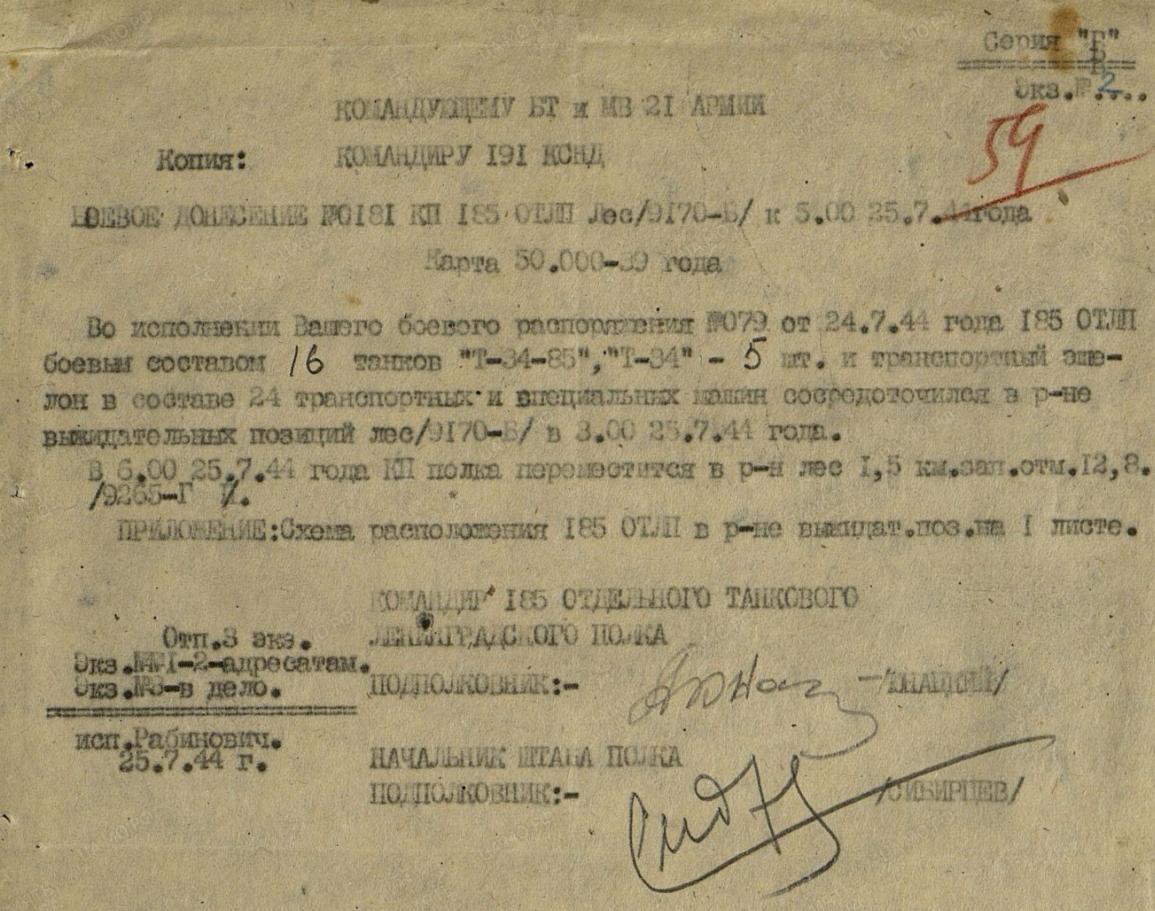 Серия "Б"
Экз.№ 2...
59
КОМАНДУЮЩЕМУ БТ и МВ 21 АРМИИ
Копия: КОМАНДИРУ 191 КСНД
БОЕВОЕ ДОНЕСЕНИЕ №0181 КП 185 ОТЛП Лес/9170-Б/ к 5.00 25.7.44года
Карта 50.000-39 года
Во исполнении Вашего боевого распоряжения №079 от 24.7.44 года 185 ОТЛП
боевым составом 16 танков "Т-34-85","Т-34" - 5 шт. и транспортный эше-
лон в составе 24 транспортных и специальных машин сосредоточился в р-не
выжидательных позиций лес/9170-Б/ в 3.00 25.7.44 года.
В 6.00 25.7.44 года КП полка переместится в р-н лес 1,5 км.зап.отм.12,8.
/9265-Г /.
ПРИЛОЖЕНИЕ:Схема расположения 185 ОТЛП в р-не выжидат.поз.на 1 листе.
КОМАНДИР 185 ОТДЕЛЬНОГО ТАНКОВОГО
ЛЕНИНГРАДСКОГО ПОЛКА
Отп.3 экз.
Экз.№№1-2-адресатам.
Экз.№3-в дело.
ПОДПОЛКОВНИК:- /ЮНАЦКИЙ/
исп.Рабинович.
25.7.44 г.
НАЧАЛЬНИК ШТАБА ПОЛКА
ПОДПОЛКОВНИК:- /СИБИРЦЕВ/